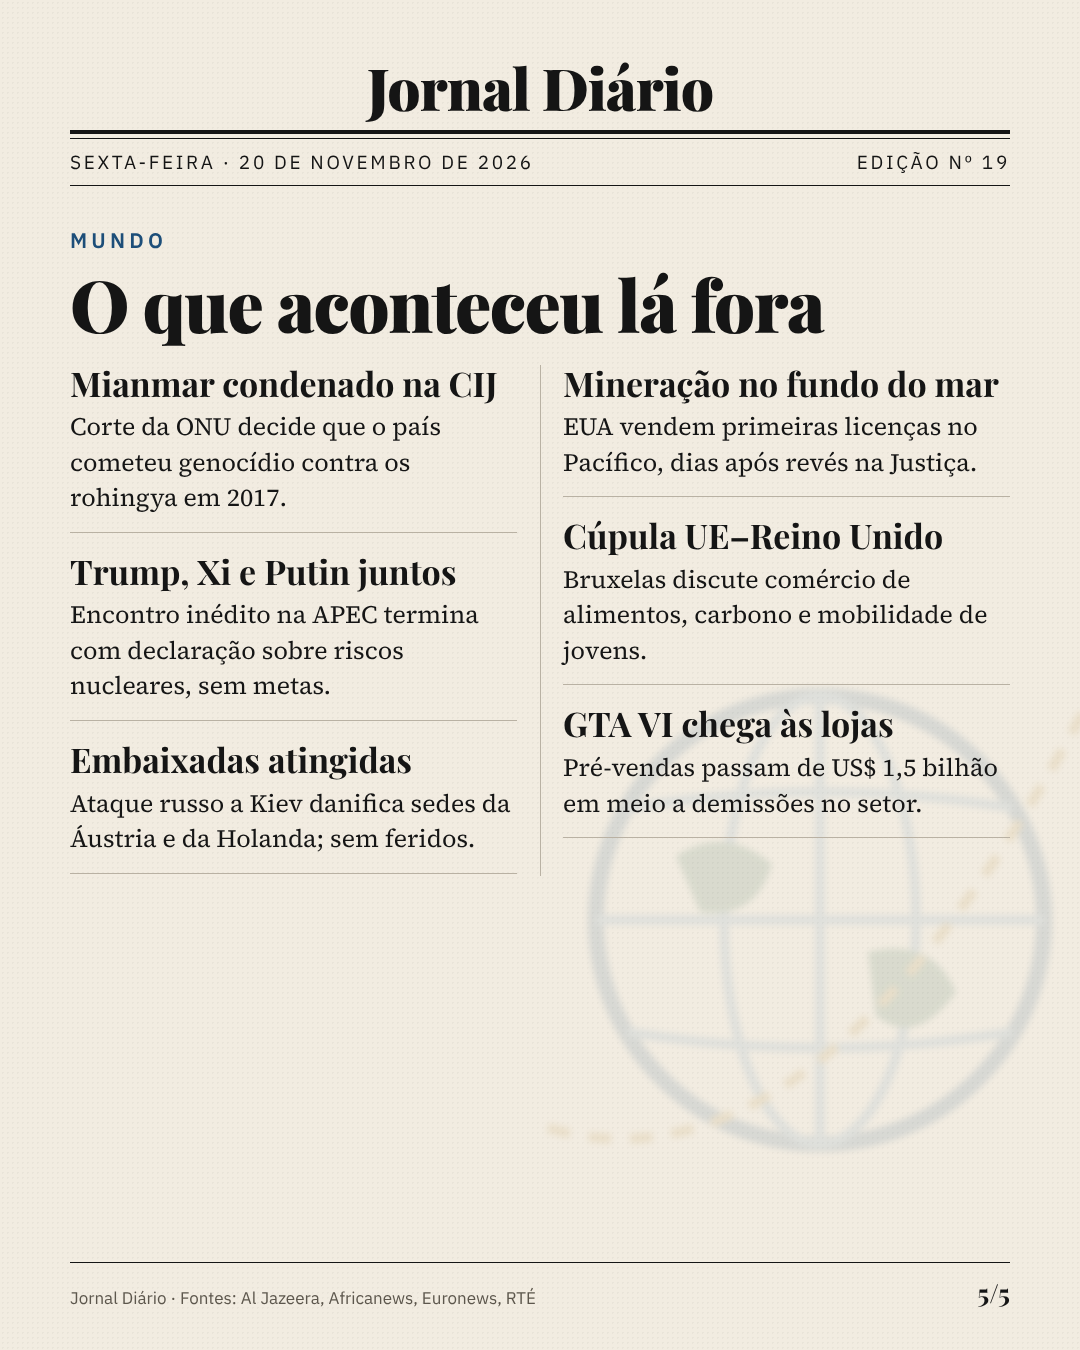 Jornal Diário
SEXTA-FEIRA · 20 DE NOVEMBRO DE 2026
EDIÇÃO Nº 19
MUNDO
O que aconteceu lá fora
Mianmar condenado na CIJ
Corte da ONU decide que o país
cometeu genocídio contra os
rohingya em 2017.
Trump, Xi e Putin juntos
Encontro inédito na APEC termina
com declaração sobre riscos
nucleares, sem metas.
Embaixadas atingidas
Ataque russo a Kiev danifica sedes da
Áustria e da Holanda; sem feridos.
Mineração no fundo do mar
EUA vendem primeiras licenças no
Pacífico, dias após revés na Justiça.
Cúpula UE–Reino Unido
Bruxelas discute comércio de
alimentos, carbono e mobilidade de
jovens.
GTA VI chega às lojas
Pré-vendas passam de US$ 1,5 bilhão
em meio a demissões no setor.
Jornal Diário · Fontes: Al Jazeera, Africanews, Euronews, RTÉ
5/5